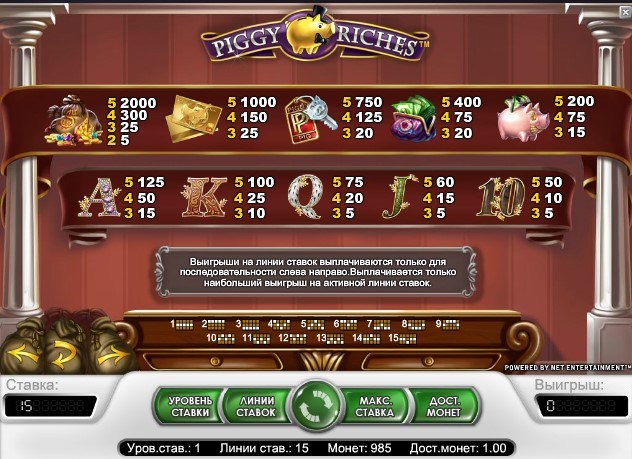 PIGGY RICHES™
5 2000
4 300
3 25
2 5
5 1000
4 150
3 25
5 750
4 125
3 20
5 400
4 75
3 20
5 200
4 75
3 15
A
5 125
4 50
3 15
K
5 100
4 25
3 10
Q
5 75
4 20
3 5
J
5 60
4 15
3 5
10
5 50
4 10
3 5
Выигрыши на линии ставок выплачиваются только для
последовательности слева направо.Выплачивается только
наибольший выигрыш на активной линии ставок.
1 2 3 4 5 6 7 8 9
10 11 12 13 14 15
POWERED BY NET ENTERTAINMENT™
Ставка:
15
УРОВЕНЬ СТАВКИ
ЛИНИИ СТАВОК
МАКС. СТАВКА
ДОСТ. МОНЕТ
Выигрыш:
0
Уров.став.: 1 Линии став.: 15 Монет: 985 Дост.монет: 1.00